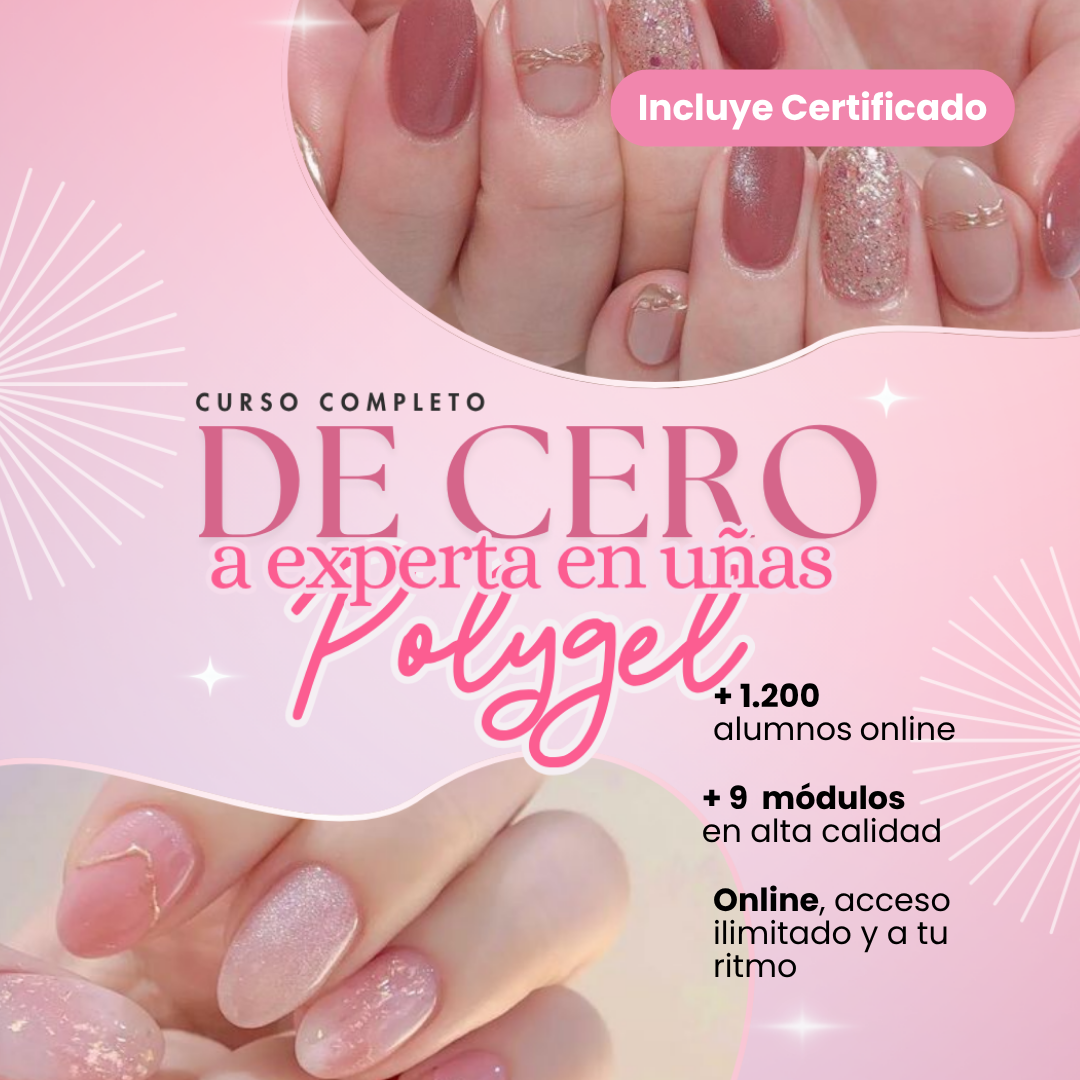 Incluye Certificado
CURSO COMPLETO
DE CERO
a experta en uñas
Polygel
+ 1.200
alumnos online
+ 9 módulos
en alta calidad
Online, acceso
ilimitado y a tu
ritmo